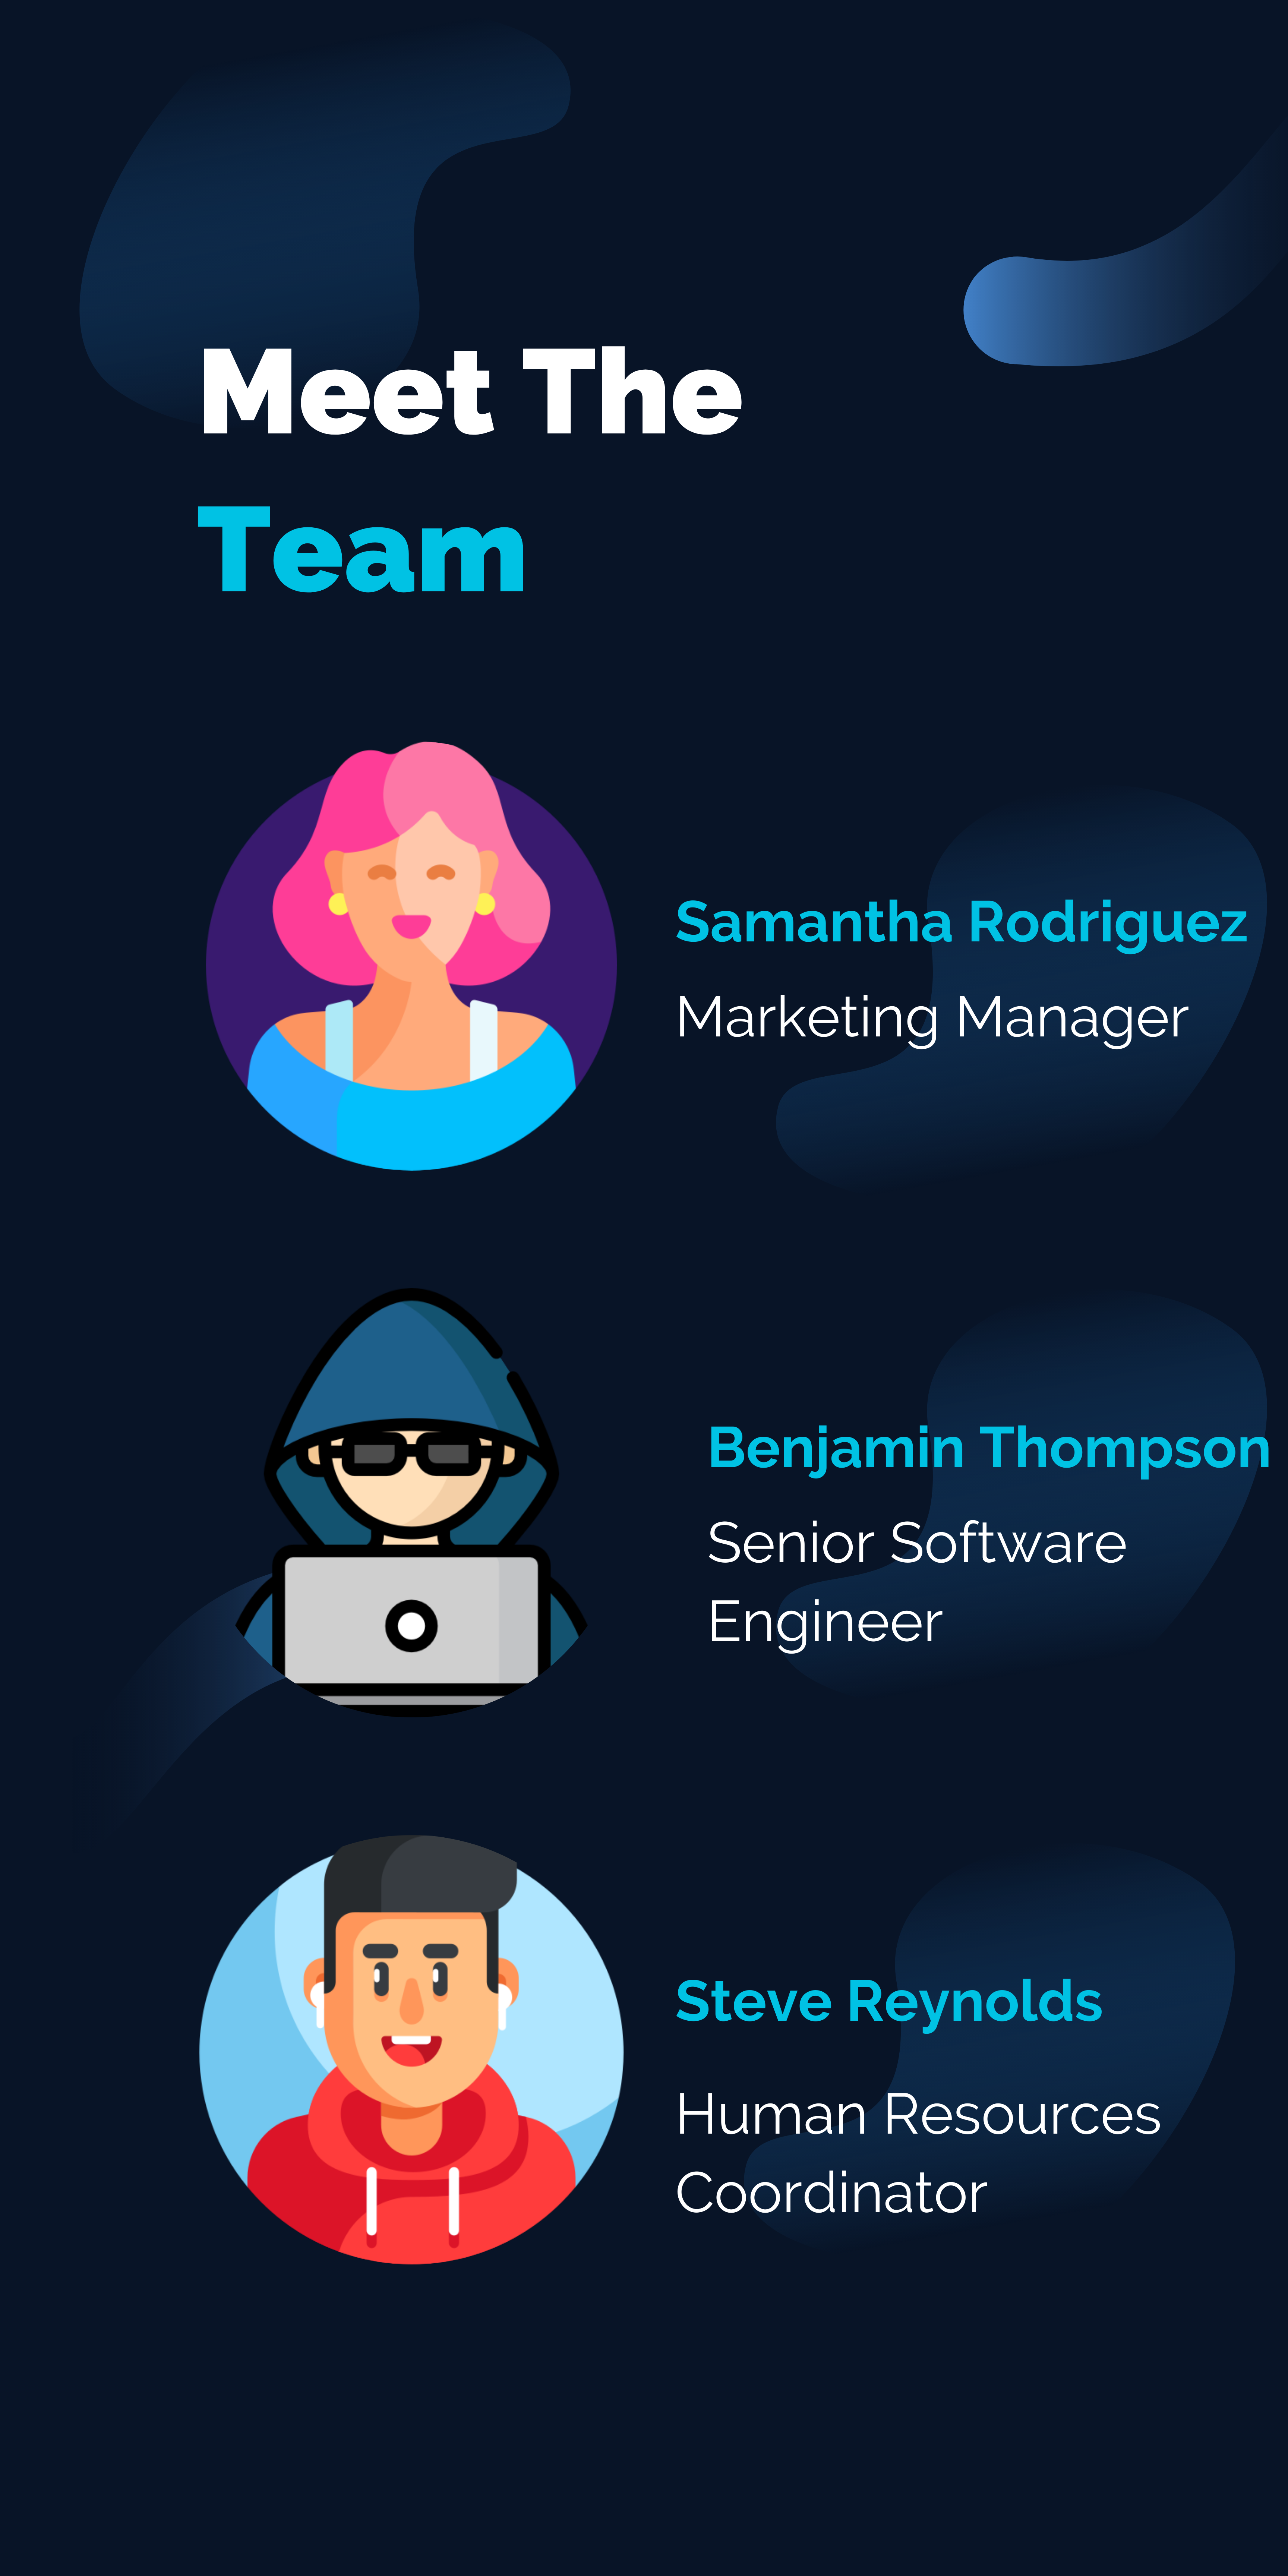 Meet The
Team
Samantha Rodriguez
Marketing Manager
Benjamin Thompson
Senior Software
Engineer
Steve Reynolds
Human Resources
Coordinator